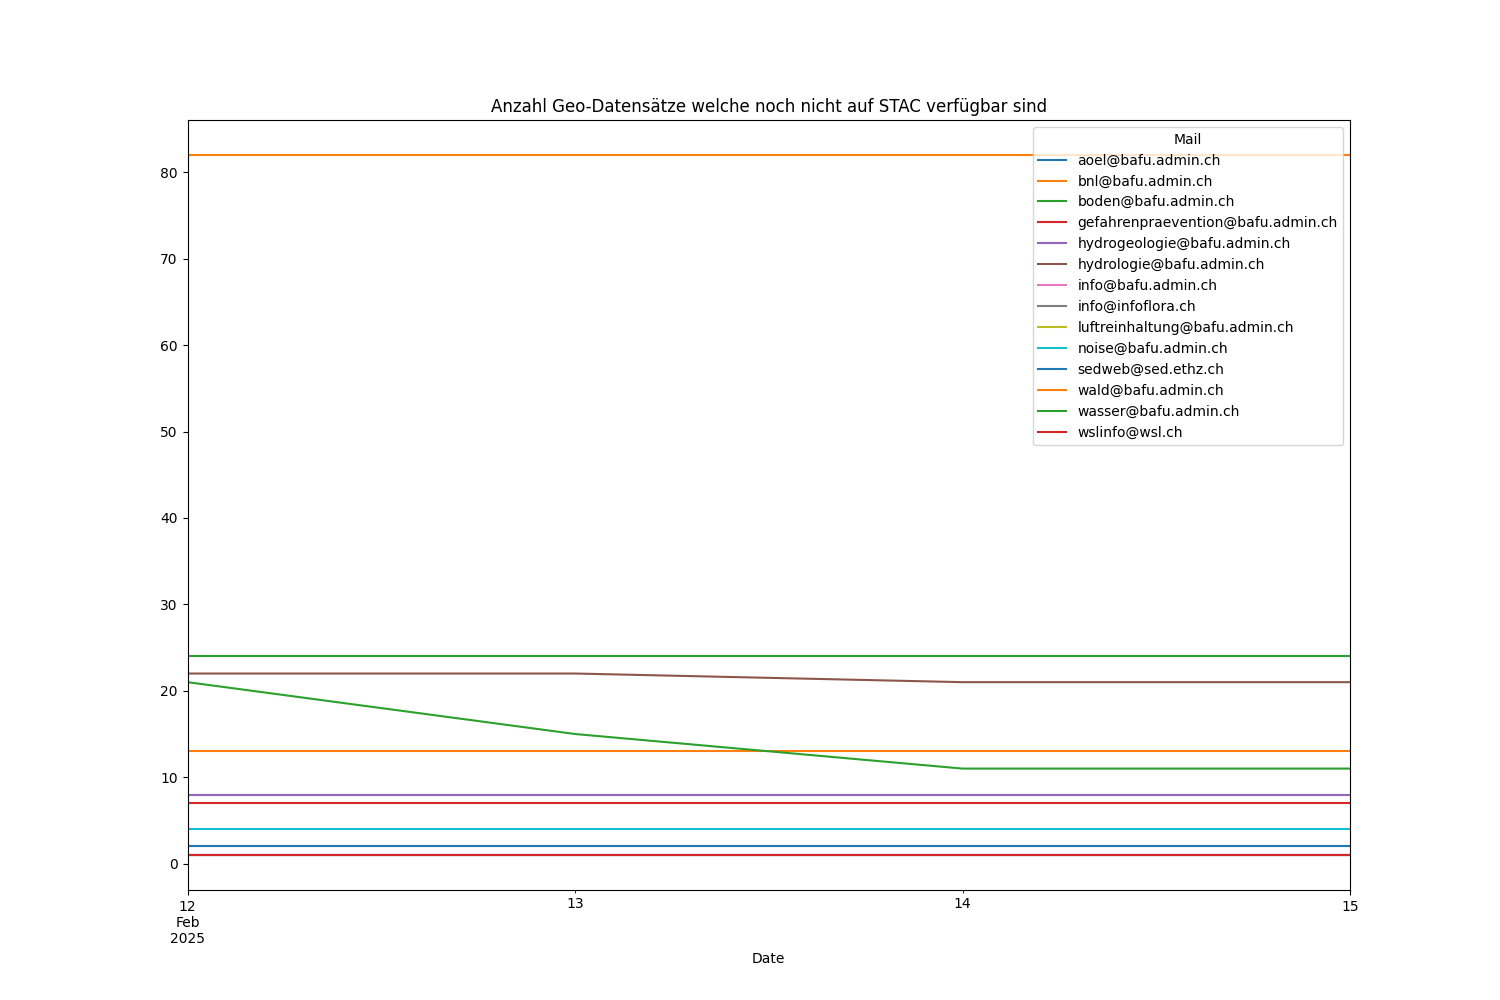 Anzahl Geo-Datensätze welche noch nicht auf STAC verfügbar sind
Mail
aoel@bafu.admin.ch
bnl@bafu.admin.ch
boden@bafu.admin.ch
gefahrenpraevention@bafu.admin.ch
hydrogeologie@bafu.admin.ch
hydrologie@bafu.admin.ch
info@bafu.admin.ch
info@infoflora.ch
luftreinhaltung@bafu.admin.ch
noise@bafu.admin.ch
sedweb@sed.ethz.ch
wald@bafu.admin.ch
wasser@bafu.admin.ch
wslinfo@wsl.ch
80
70
60
50
40
30
20
10
0
12 13 14 15
Feb
2025
Date